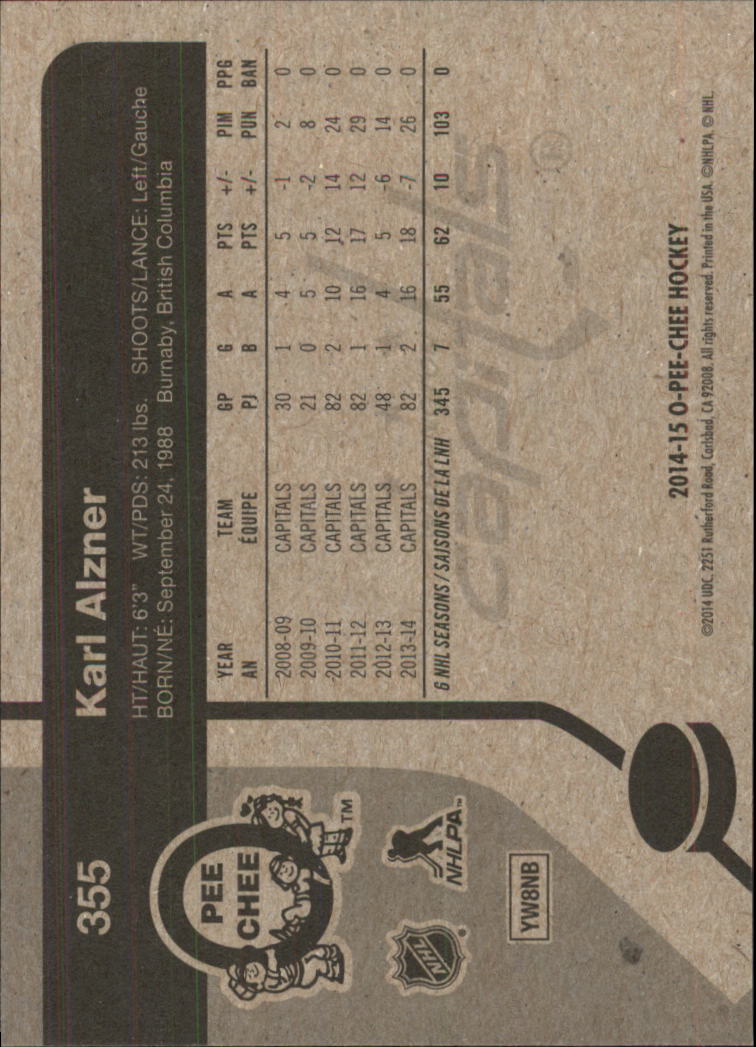 355 Karl Alzner
HT/HAUT: 6'3" WT/PDS: 213 lbs. SHOOTS/LANCE: Left/Gauche
BORN/NÉ: September 24, 1988 Burnaby, British Columbia
YEAR TEAM GP G A PTS +/- PIM PPG
AN ÉQUIPE PJ B A PTS +/- PUN BAN
2008-09 CAPITALS 30 1 4 5 -1 2 0
2009-10 CAPITALS 21 0 5 5 -2 8 0
2010-11 CAPITALS 82 2 10 12 14 24 0
2011-12 CAPITALS 82 1 16 17 12 29 0
2012-13 CAPITALS 48 1 4 5 -6 14 0
2013-14 CAPITALS 82 2 16 18 -7 26 0
6 NHL SEASONS / SAISONS DE LA LNH 345 7 55 62 10 103 0
capitals
PEE
CHEE
TM
NHL ®
NHLPA™
YW8NB
2014-15 O-PEE-CHEE HOCKEY
©2014 UDC, 2251 Rutherford Road, Carlsbad, CA 92008. All rights reserved. Printed in the USA. ©NHLPA. © NHL.